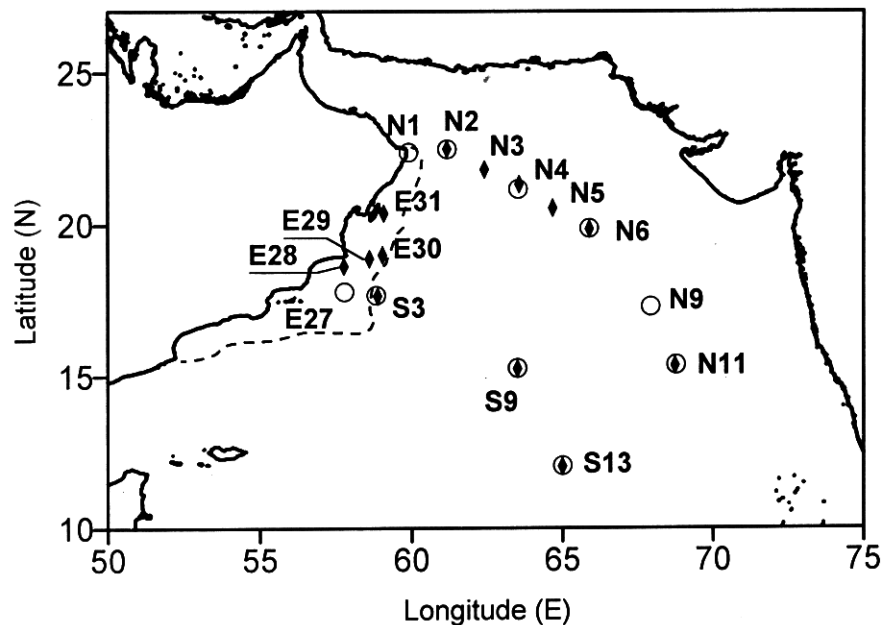 25
20
15
10
Latitude (N)
N1
N2
N3
N4
N5
N6
E31
E29
E30
E28
E27
S3
N9
N11
S9
S13
50
55
60
65
70
75
Longitude (E)